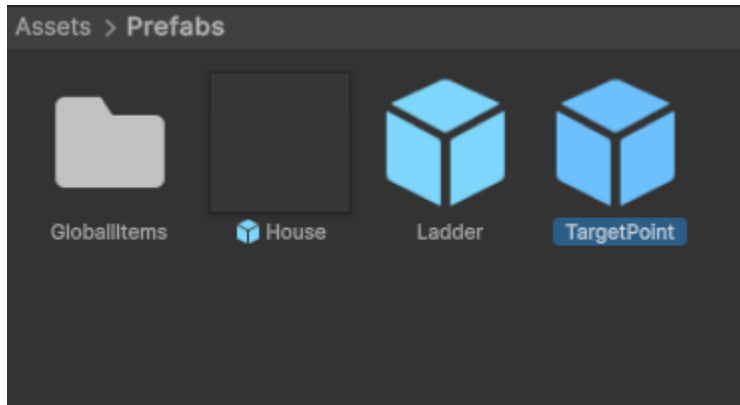 Assets > Prefabs
GlobalItems
House
Ladder
TargetPoint